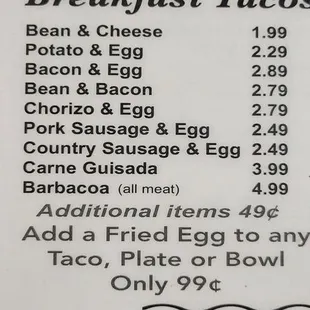 Breakfast Tacos
Bean & Cheese 1.99
Potato & Egg 2.29
Bacon & Egg 2.89
Bean & Bacon 2.79
Chorizo & Egg 2.79
Pork Sausage & Egg 2.49
Country Sausage & Egg 2.49
Carne Guisada 3.99
Barbacoa (all meat) 4.99
Additional items 49¢
Add a Fried Egg to any
Taco, Plate or Bowl
Only 99¢